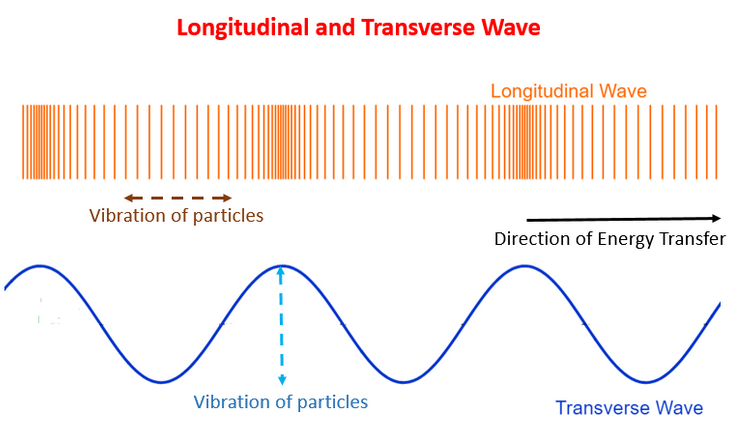 Longitudinal and Transverse Wave
Longitudinal Wave
Vibration of particles
Direction of Energy Transfer
Vibration of particles
Transverse Wave